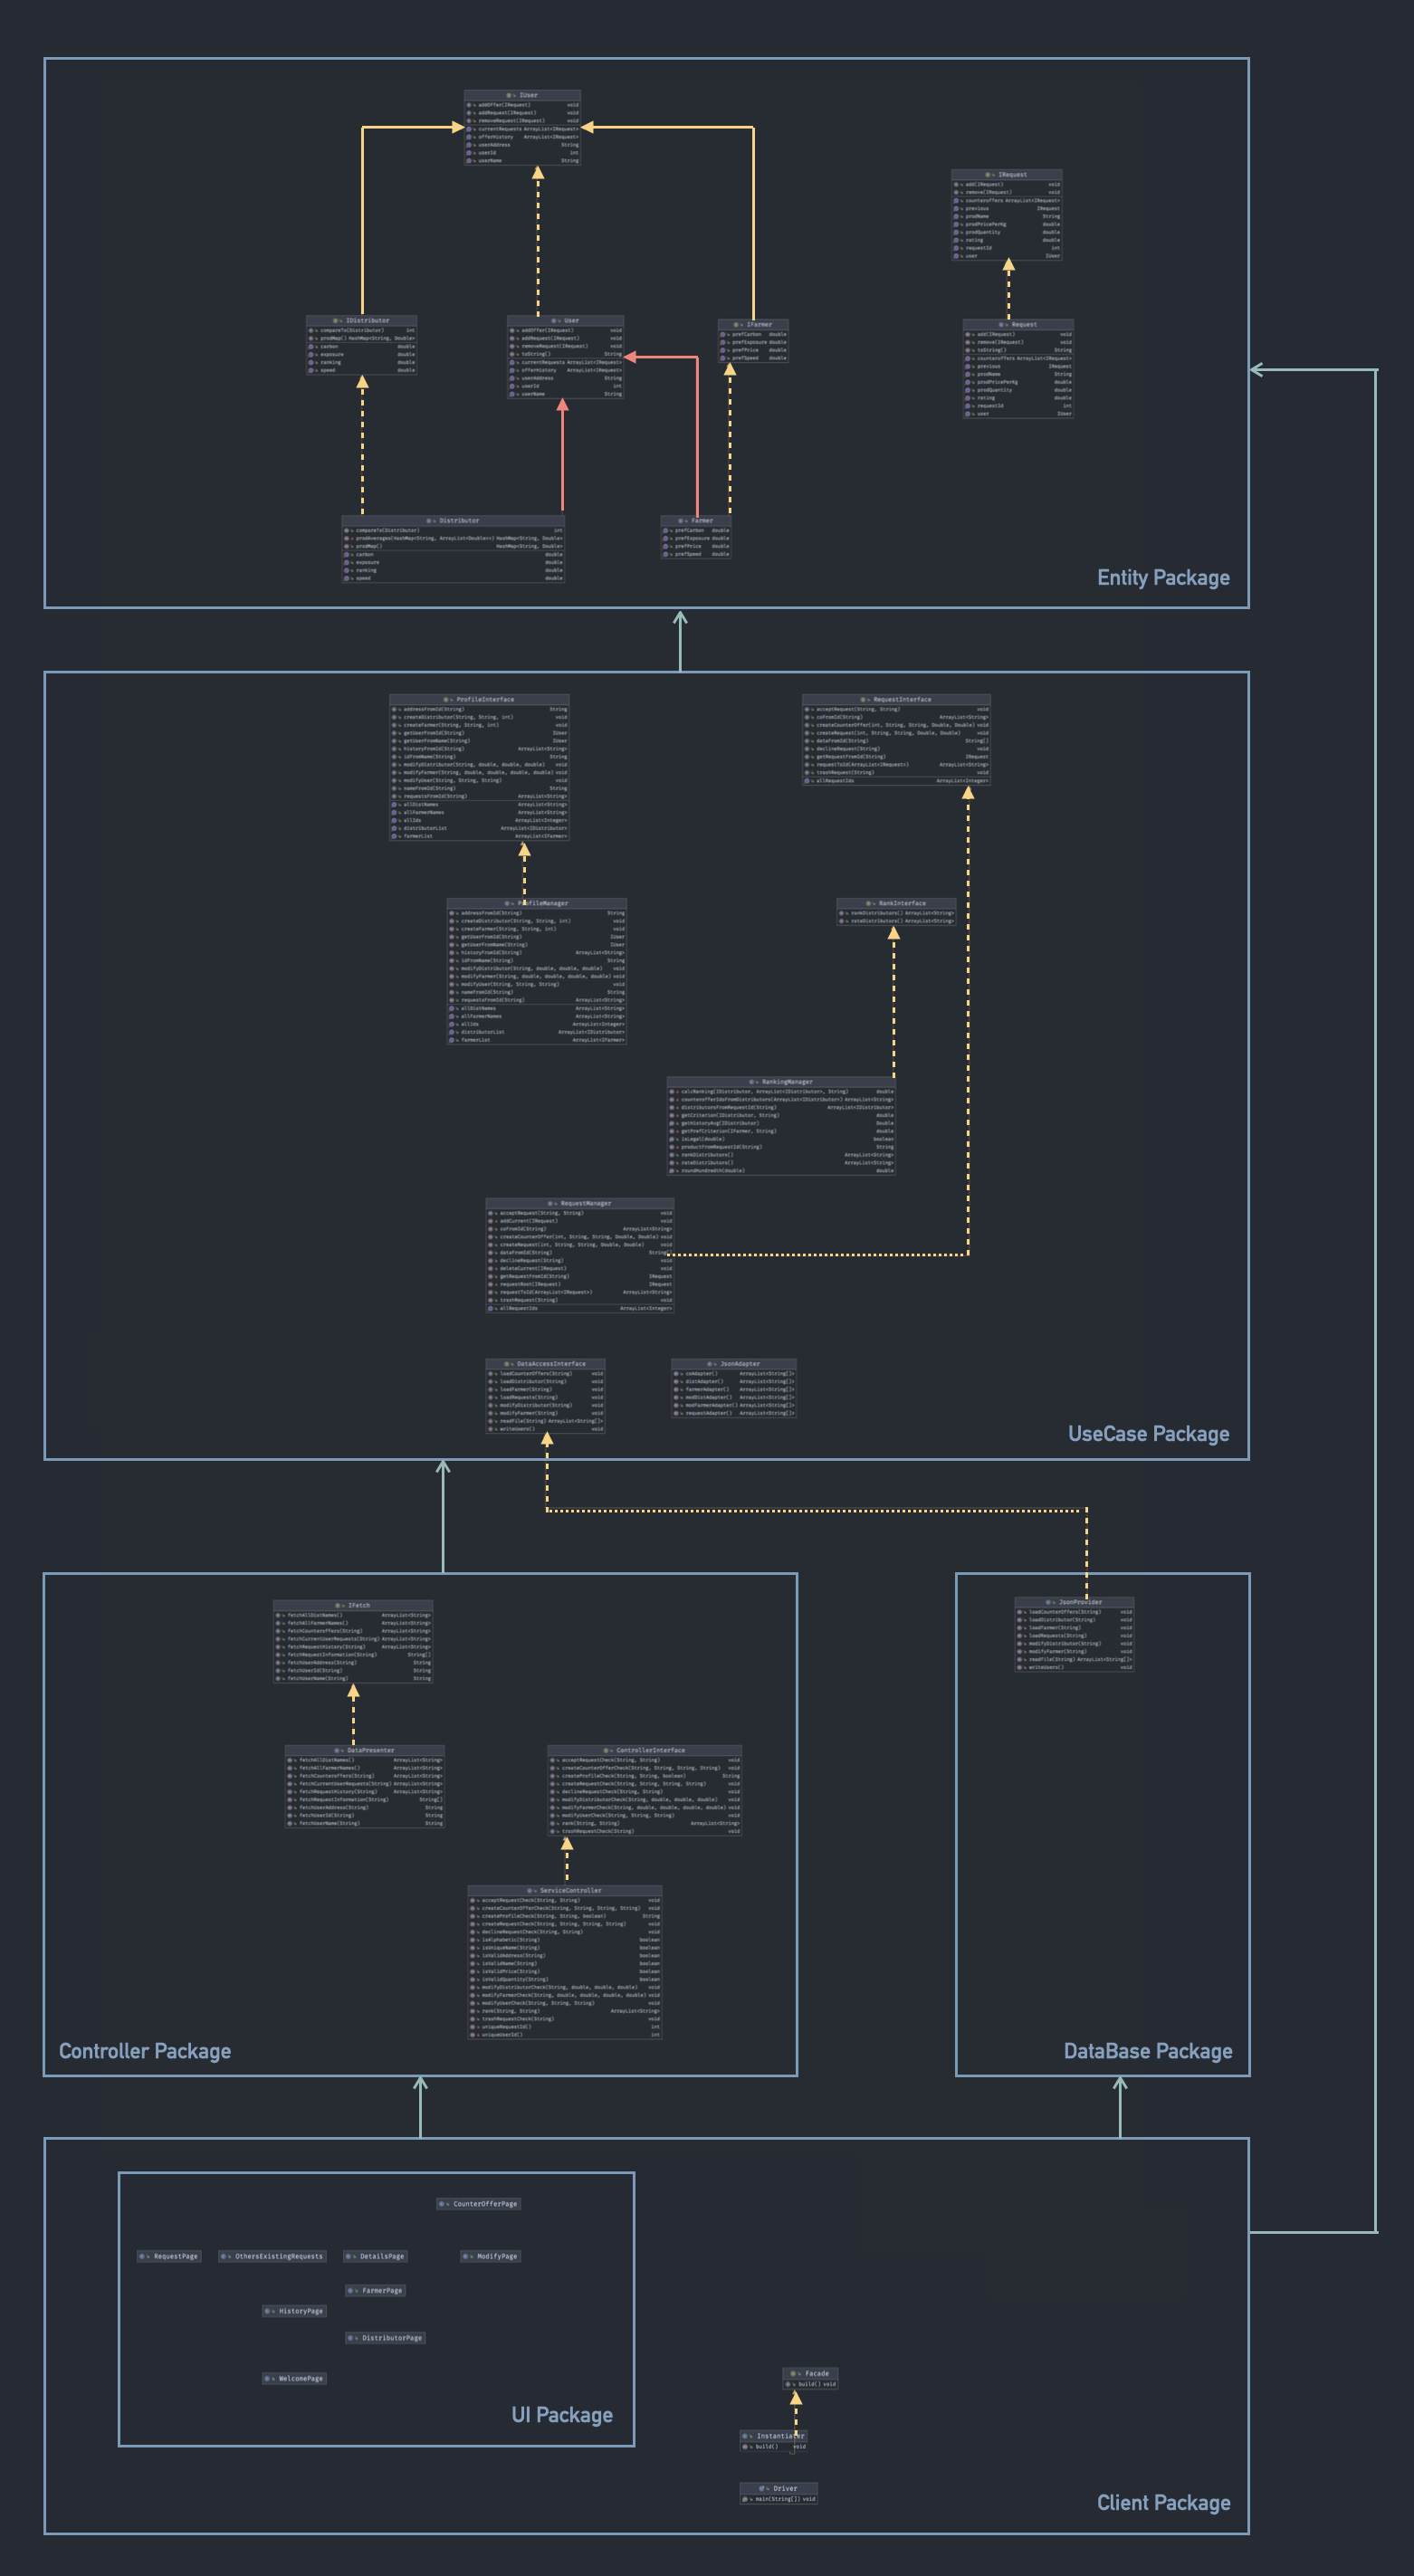 IUser
addOffer(IRequest) void
addRequest(IRequest) void
removeRequest(IRequest) void
currentRequests ArrayList<IRequest>
offerHistory ArrayList<IRequest>
userAddress String
userId int
userName String
IRequest
add(IRequest) void
remove(IRequest) void
counteroffers ArrayList<IRequest>
previous IRequest
prodName String
prodPricePerKg double
prodQuantity double
rating double
requestId int
user IUser
IDistributor
compareTo(Distributor) int
prodMap() HashMap<String, Double>
carbon double
exposure double
ranking double
speed double
User
addOffer(IRequest) void
addRequest(IRequest) void
removeRequest(IRequest) void
toString() String
currentRequests ArrayList<IRequest>
offerHistory ArrayList<IRequest>
userAddress String
userId int
userName String
IFarmer
prefCarbon double
prefExposure double
prefPrice double
prefSpeed double
Request
add(IRequest) void
remove(IRequest) void
toString() String
counteroffers ArrayList<IRequest>
previous IRequest
prodName String
prodPricePerKg double
prodQuantity double
rating double
requestId int
user IUser
Distributor
compareTo(Distributor) int
prodAverages(HashMap<String, ArrayList<Double>>) HashMap<String, Double>
prodMap() HashMap<String, Double>
carbon double
exposure double
ranking double
speed double
Farmer
prefCarbon double
prefExposure double
prefPrice double
prefSpeed double
Entity Package
ProfileInterface
addressFromId(String) String
createDistributor(String, String, int) void
createFarmer(String, String, int) void
getUserFromId(String) IUser
getUserFromName(String) IUser
historyFromId(String) ArrayList<String>
idFromName(String) String
modifyDistributor(String, double, double, double) void
modifyFarmer(String, double, double, double, double) void
modifyUser(String, String, String) void
nameFromId(String) String
requestsFromId(String) ArrayList<String>
allDistNames ArrayList<String>
allFarmerNames ArrayList<String>
allIds ArrayList<Integer>
distributorList ArrayList<IDistributor>
farmerList ArrayList<IFarmer>
RequestInterface
acceptRequest(String, String) void
coFromId(String) ArrayList<String>
createCounterOffer(int, String, String, Double, Double) void
createRequest(int, String, String, Double, Double) void
dataFromId(String) String[]
declineRequest(String) void
getRequestFromId(String) IRequest
requestToId(ArrayList<IRequest>) ArrayList<String>
trashRequest(String) void
allRequestIds ArrayList<Integer>
ProfileManager
addressFromId(String) String
createDistributor(String, String, int) void
createFarmer(String, String, int) void
getUserFromId(String) IUser
getUserFromName(String) IUser
historyFromId(String) ArrayList<String>
idFromName(String) String
modifyDistributor(String, double, double, double) void
modifyFarmer(String, double, double, double, double) void
modifyUser(String, String, String) void
nameFromId(String) String
requestsFromId(String) ArrayList<String>
allDistNames ArrayList<String>
allFarmerNames ArrayList<String>
allIds ArrayList<Integer>
distributorList ArrayList<IDistributor>
farmerList ArrayList<IFarmer>
RankInterface
rankDistributors() ArrayList<String>
rateDistributors() ArrayList<String>
RankingManager
calcRanking(IDistributor, ArrayList<IDistributor>, String) double
counterofferIdsFromDistributors(ArrayList<IDistributor>) ArrayList<String>
distributorsFromRequestId(String) ArrayList<IDistributor>
getCriterion(IDistributor, String) double
getHistoryAvg(IDistributor) Double
getPrefCriterion(IFarmer, String) double
isLegal(double) boolean
productFromRequestId(String) String
rankDistributors() ArrayList<String>
rateDistributors() ArrayList<String>
roundHundredth(double) double
RequestManager
acceptRequest(String, String) void
addCurrent(IRequest) void
coFromId(String) ArrayList<String>
createCounterOffer(int, String, String, Double, Double) void
createRequest(int, String, String, Double, Double) void
dataFromId(String) String[]
declineRequest(String) void
deleteCurrent(IRequest) void
getRequestFromId(String) IRequest
requestRoot(IRequest) IRequest
requestToId(ArrayList<IRequest>) ArrayList<String>
trashRequest(String) void
allRequestIds ArrayList<Integer>
DataAccessInterface
loadCounterOffers(String) void
loadDistributor(String) void
loadFarmer(String) void
loadRequests(String) void
modifyDistributor(String) void
modifyFarmer(String) void
readFile(String) ArrayList<String[]>
writeUsers() void
JsonAdapter
coAdapter() ArrayList<String[]>
distAdapter() ArrayList<String[]>
farmerAdapter() ArrayList<String[]>
modDistAdapter() ArrayList<String[]>
modFarmerAdapter() ArrayList<String[]>
requestAdapter() ArrayList<String[]>
UseCase Package
IFetch
fetchAllDistNames() ArrayList<String>
fetchAllFarmerNames() ArrayList<String>
fetchCounteroffers(String) ArrayList<String>
fetchCurrentUserRequests(String) ArrayList<String>
fetchRequestHistory(String) ArrayList<String>
fetchRequestInformation(String) String[]
fetchUserAddress(String) String
fetchUserId(String) String
fetchUserName(String) String
JsonProvider
loadCounterOffers(String) void
loadDistributor(String) void
loadFarmer(String) void
loadRequests(String) void
modifyDistributor(String) void
modifyFarmer(String) void
readFile(String) ArrayList<String[]>
writeUsers() void
DataPresenter
fetchAllDistNames() ArrayList<String>
fetchAllFarmerNames() ArrayList<String>
fetchCounteroffers(String) ArrayList<String>
fetchCurrentUserRequests(String) ArrayList<String>
fetchRequestHistory(String) ArrayList<String>
fetchRequestInformation(String) String[]
fetchUserAddress(String) String
fetchUserId(String) String
fetchUserName(String) String
ControllerInterface
acceptRequestCheck(String, String) void
createCounterOfferCheck(String, String, String, String) void
createProfileCheck(String, String, boolean) String
createRequestCheck(String, String, String, String) void
declineRequestCheck(String, String) void
modifyDistributorCheck(String, double, double, double) void
modifyFarmerCheck(String, double, double, double, double) void
modifyUserCheck(String, String, String) void
rank(String, String) ArrayList<String>
trashRequestCheck(String) void
ServiceController
acceptRequestCheck(String, String) void
createCounterOfferCheck(String, String, String, String) void
createProfileCheck(String, String, boolean) String
createRequestCheck(String, String, String, String) void
declineRequestCheck(String, String) void
isAlphabetic(String) boolean
isUniqueName(String) boolean
isValidAddress(String) boolean
isValidName(String) boolean
isValidPrice(String) boolean
isValidQuantity(String) boolean
modifyDistributorCheck(String, double, double, double) void
modifyFarmerCheck(String, double, double, double, double) void
modifyUserCheck(String, String, String) void
rank(String, String) ArrayList<String>
trashRequestCheck(String) void
uniqueRequestId() int
uniqueUserId() int
Controller Package
DataBase Package
CounterOfferPage
RequestPage
OthersExistingRequests
DetailsPage
ModifyPage
FarmerPage
HistoryPage
DistributorPage
WelcomePage
UI Package
Facade
build() void
Instantiater
build() void
Driver
main(String[]) void
Client Package